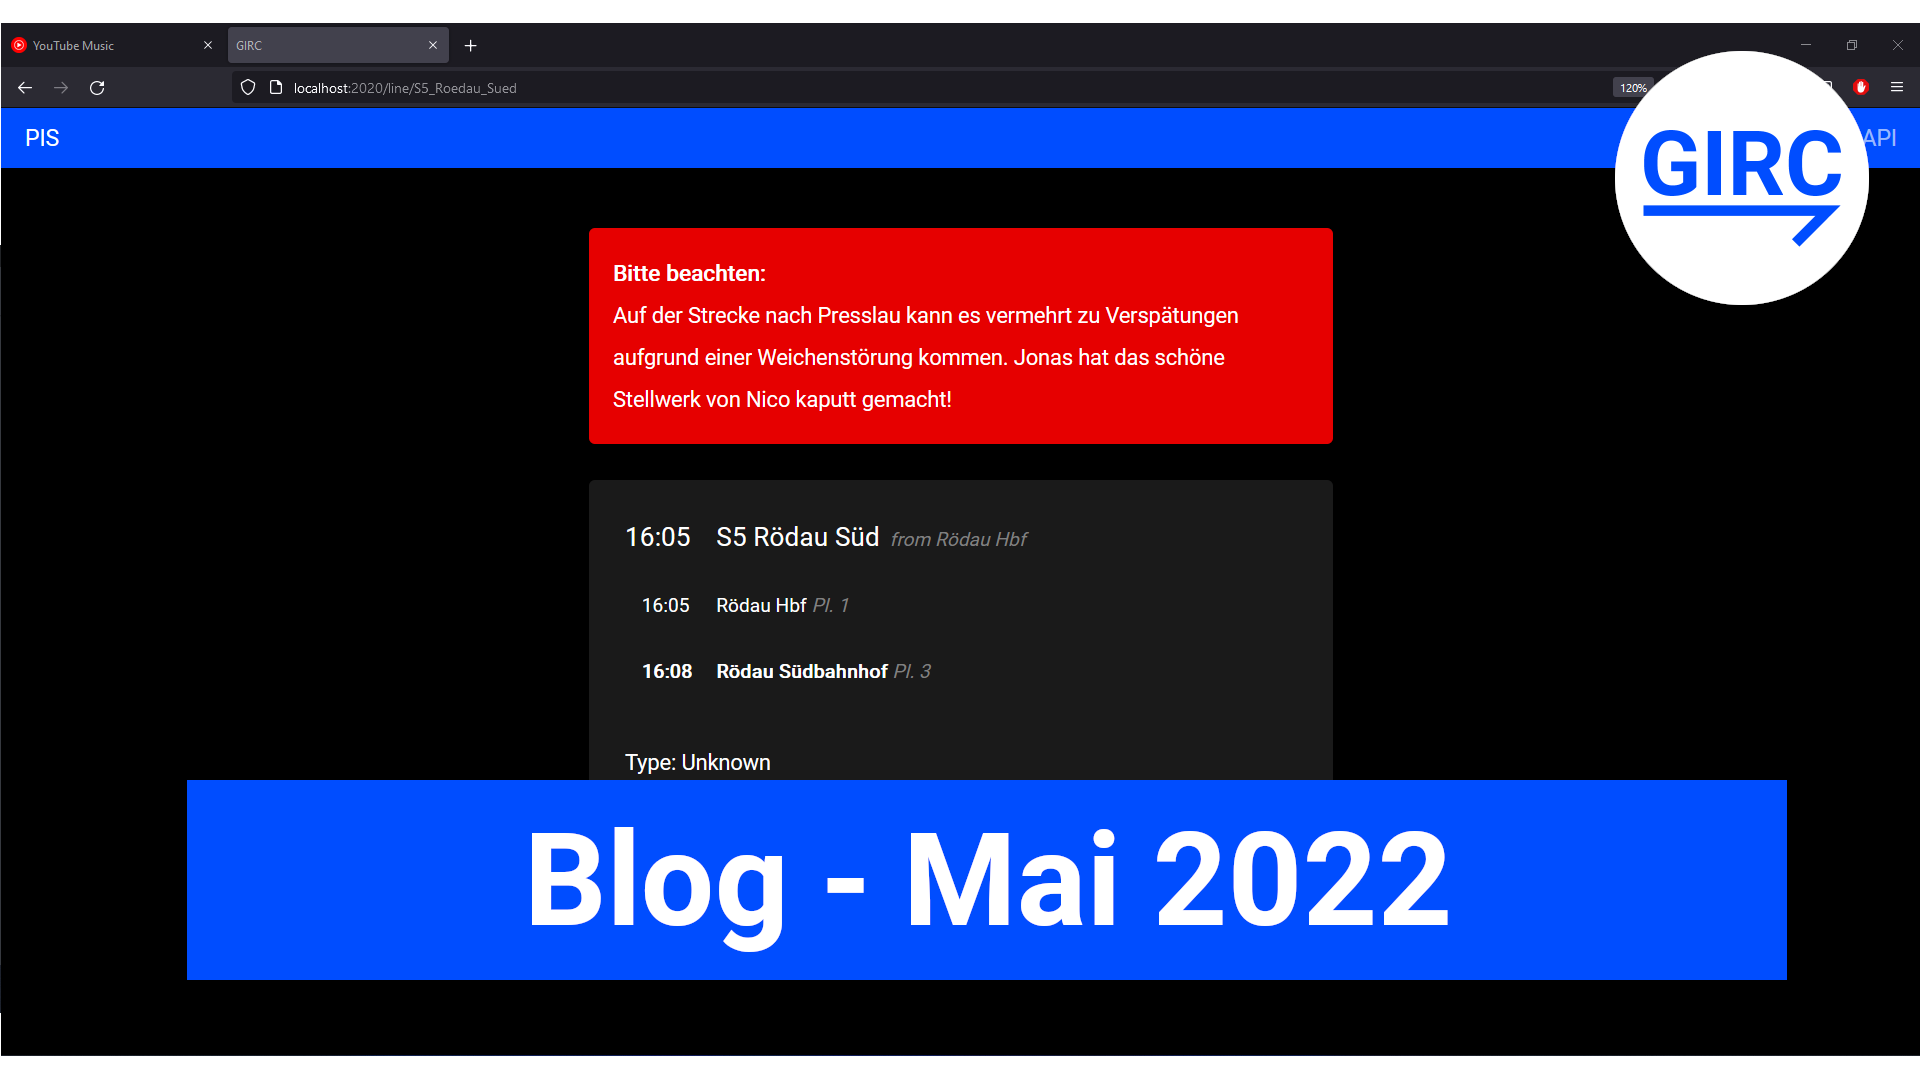 YouTube Music
GIRC
localhost:2020/line/S5_Roedau_Sued
120%
PIS
API
GIRC
Bitte beachten:
Auf der Strecke nach Presslau kann es vermehrt zu Verspätungen
aufgrund einer Weichenstörung kommen. Jonas hat das schöne
Stellwerk von Nico kaputt gemacht!
16:05 S5 Rödau Süd from Rödau Hbf
16:05 Rödau Hbf Pl. 1
16:08 Rödau Südbahnhof Pl. 3
Type: Unknown
Blog - Mai 2022